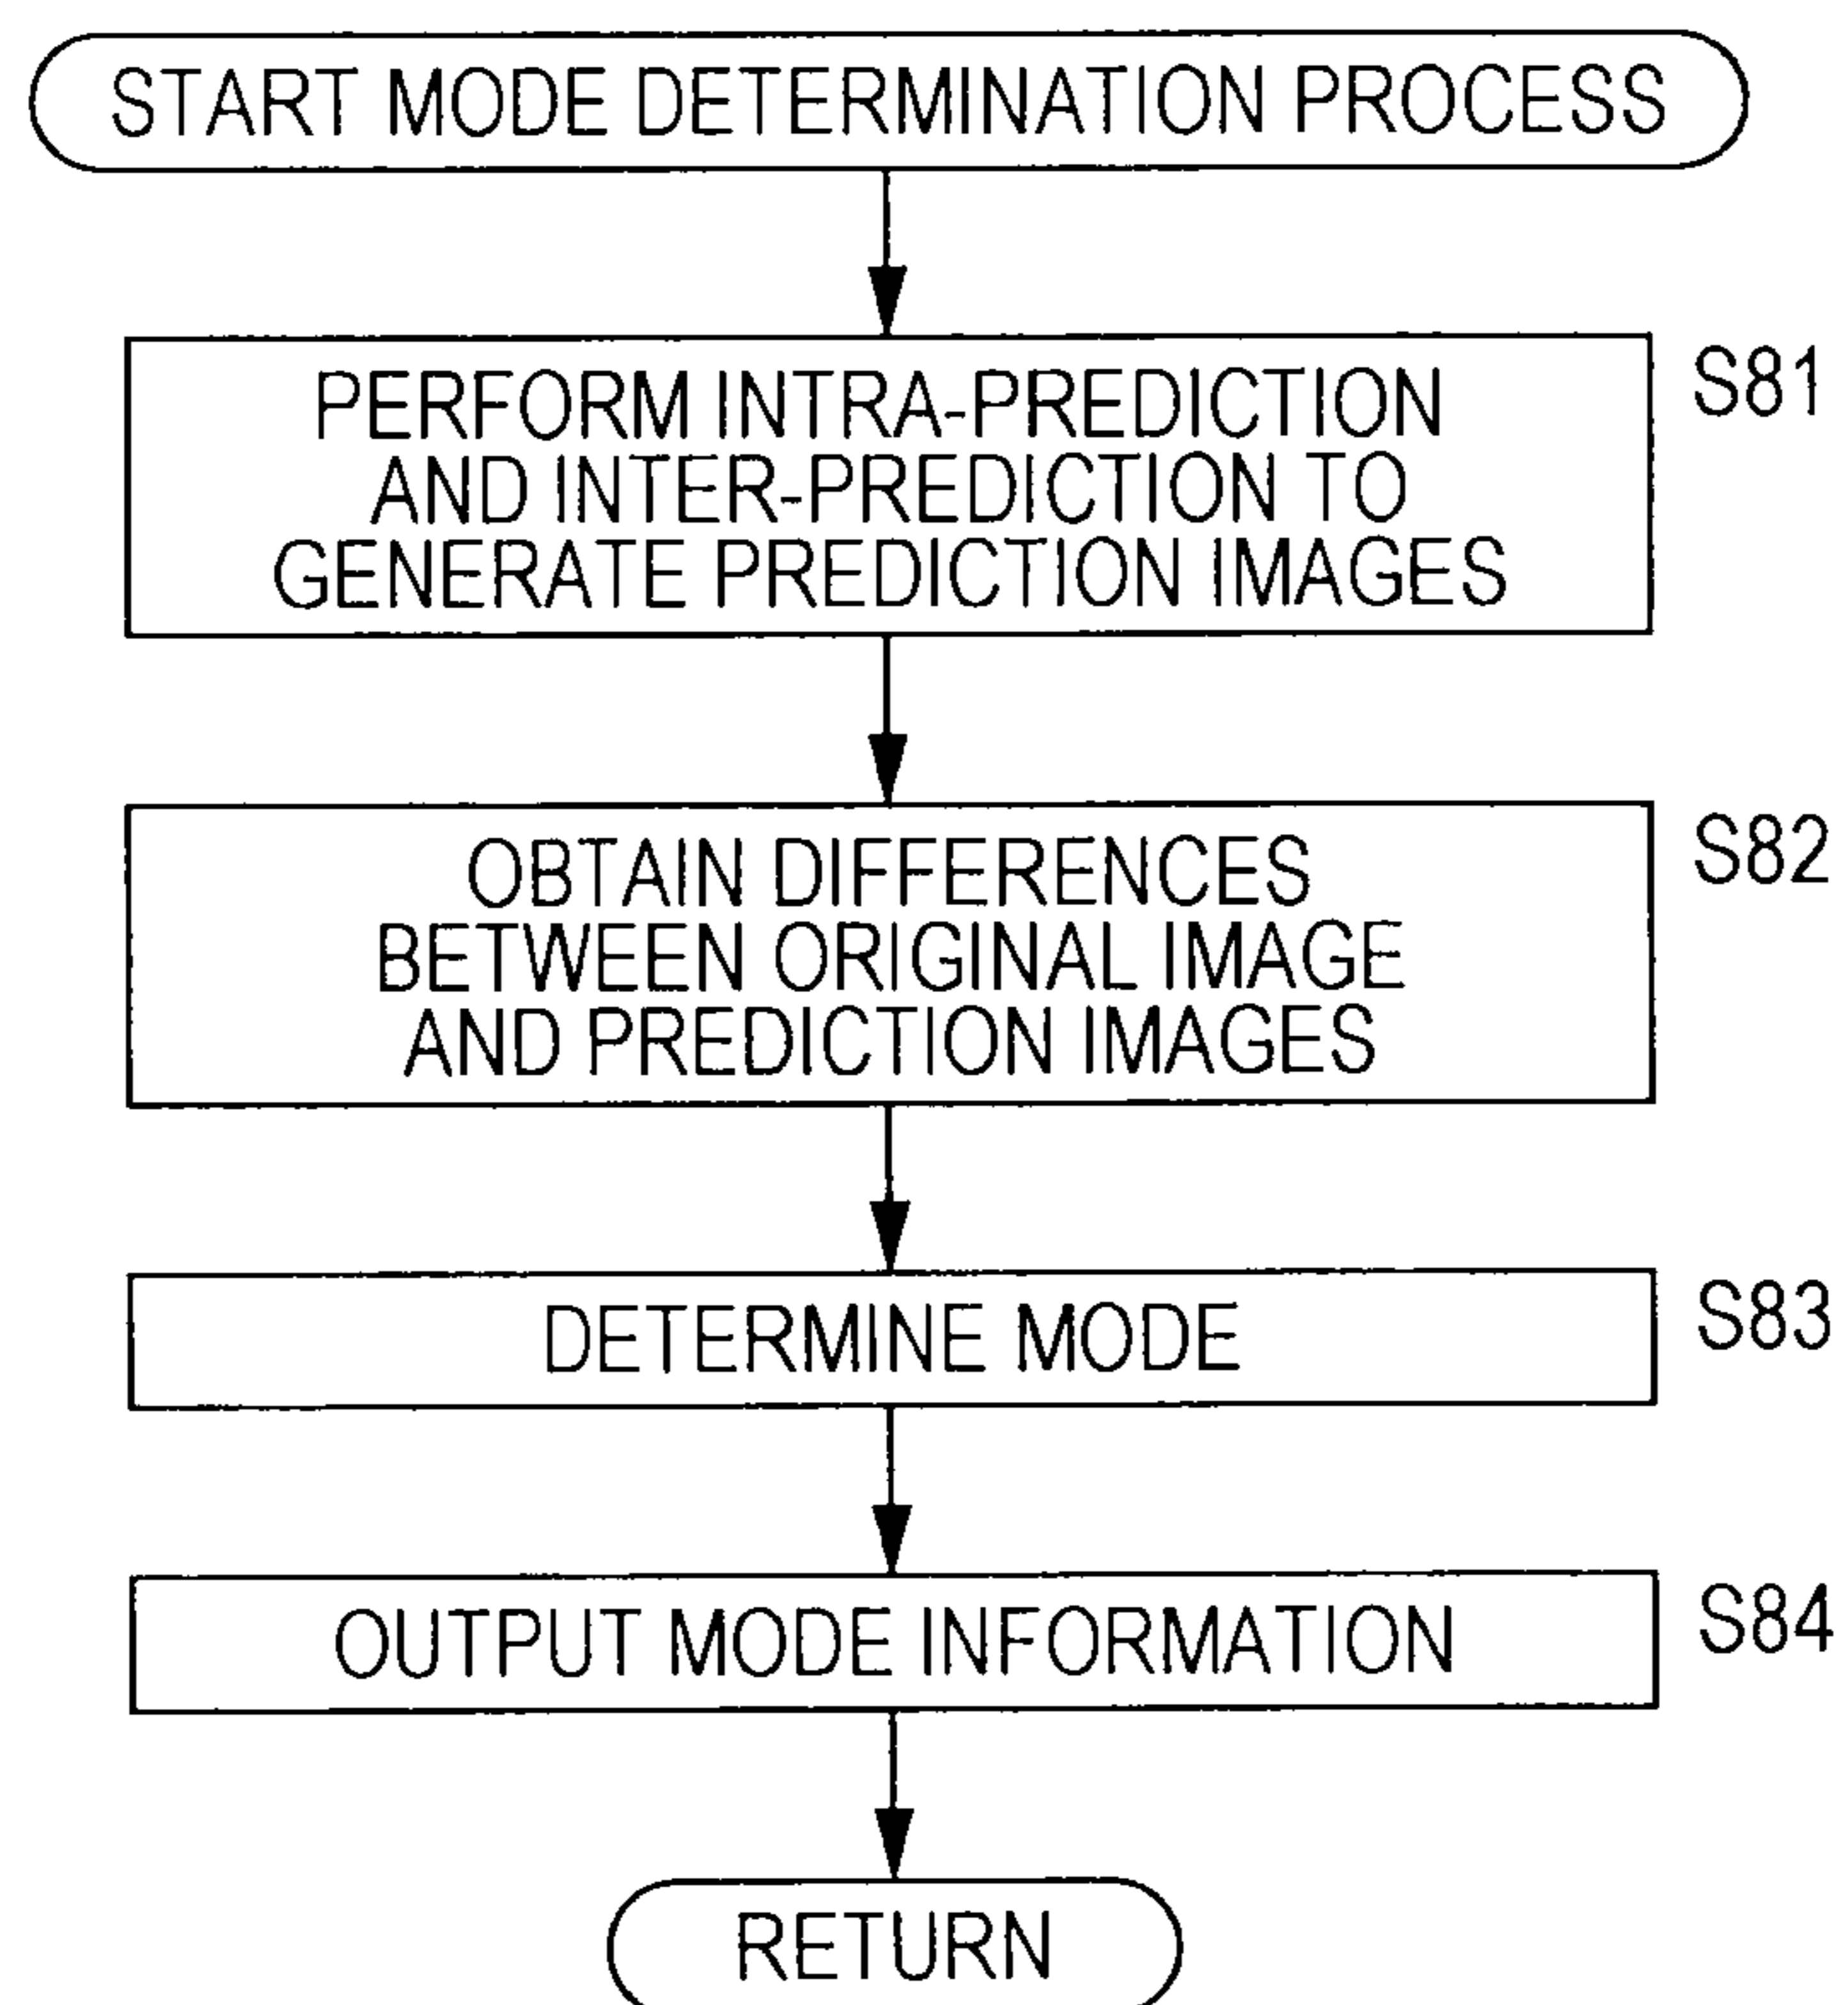 START MODE DETERMINATION PROCESS
PERFORM INTRA-PREDICTION
AND INTER-PREDICTION TO
GENERATE PREDICTION IMAGES
S81
OBTAIN DIFFERENCES
BETWEEN ORIGINAL IMAGE
AND PREDICTION IMAGES
S82
DETERMINE MODE
S83
OUTPUT MODE INFORMATION
S84
RETURN